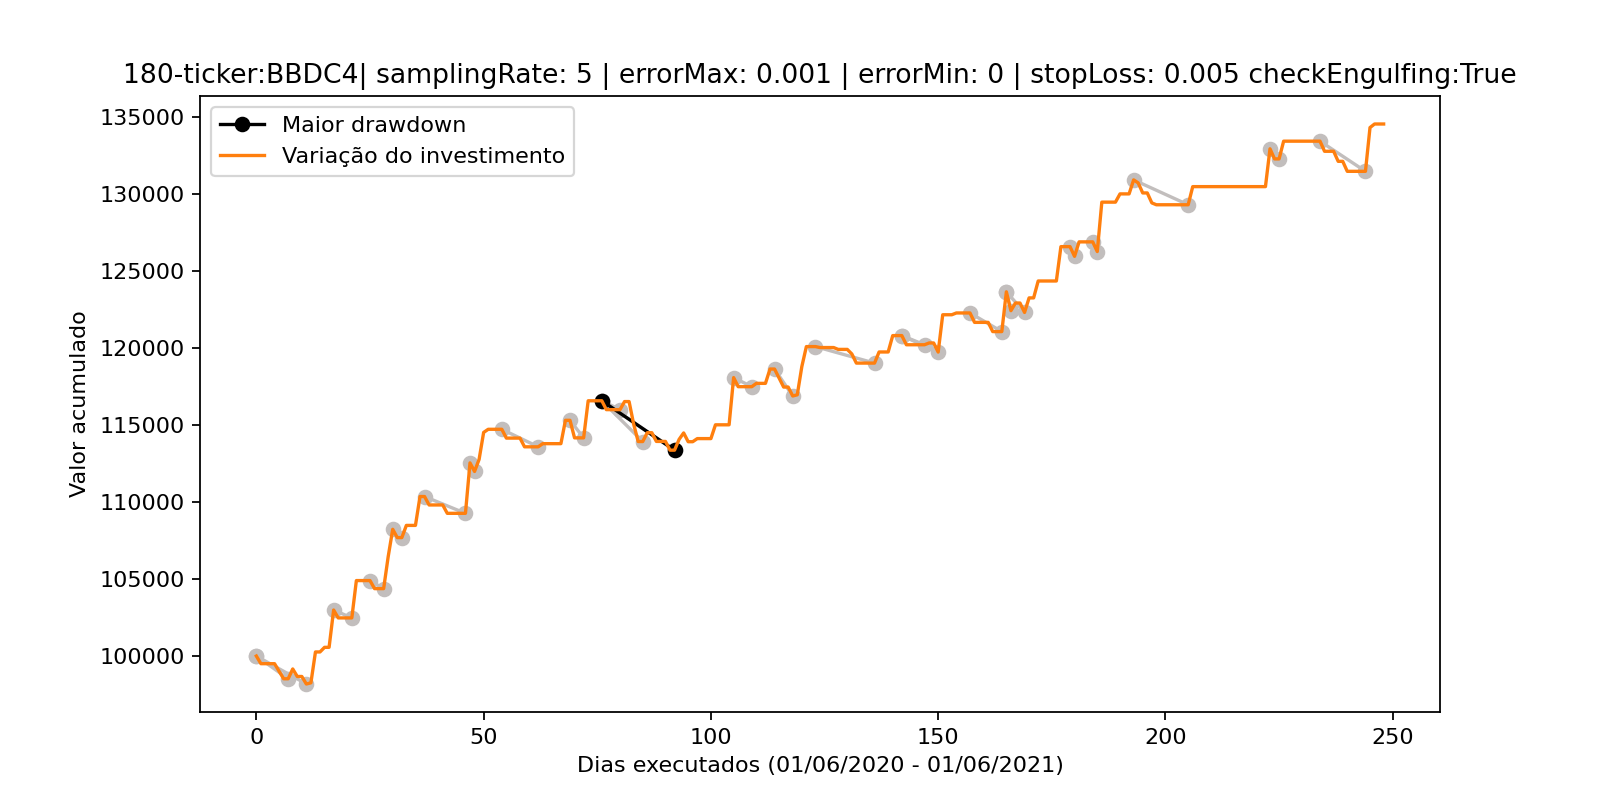 180-ticker:BBDC4| samplingRate: 5 | errorMax: 0.001 | errorMin: 0 | stopLoss: 0.005 checkEngulfing:True
Maior drawdown
Variação do investimento
135000
130000
125000
120000
115000
110000
105000
100000
Valor acumulado
0 50 100 150 200 250
Dias executados (01/06/2020 - 01/06/2021)